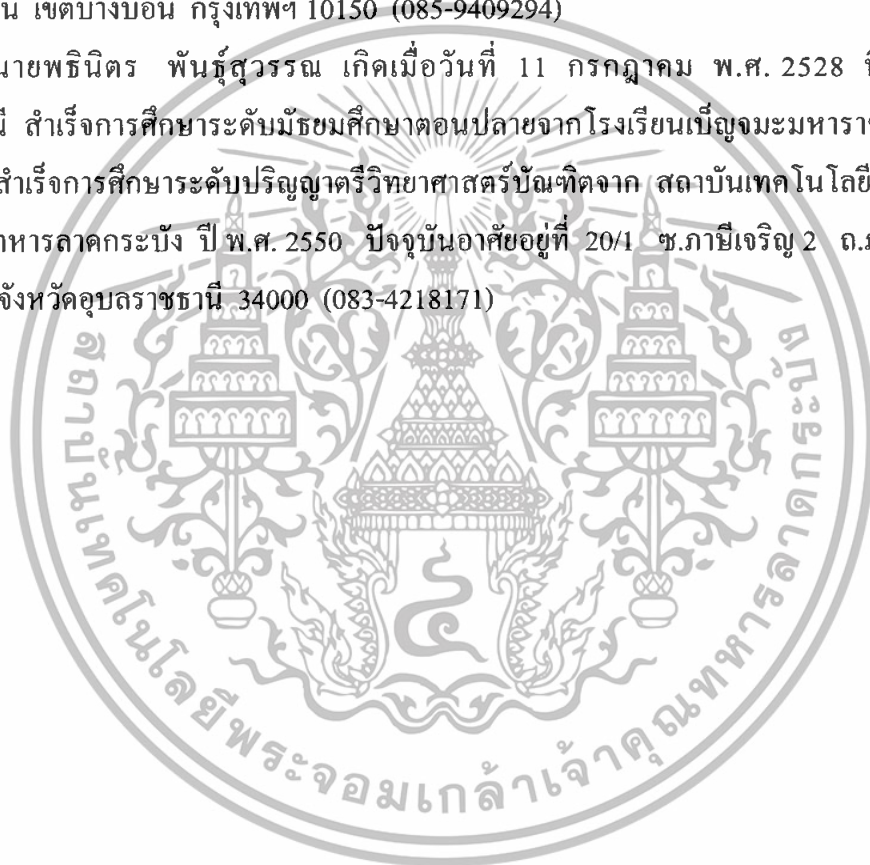 น เขตบางบอน กรุงเทพฯ 10150 (085-9409294)
นายพธินิตร พันธุ์สุวรรณ เกิดเมื่อวันที่ 11 กรกฎาคม พ.ศ. 2528 ที
นี สำเร็จการศึกษาระดับมัธยมศึกษาตอนปลายจากโรงเรียนเบ็ญจะมะมหาราช
สำเร็จการศึกษาระดับปริญญาตรีวิทยาศาสตร์บัณฑิตจาก สถาบันเทคโนโลยี
ทหารลาดกระบัง ปี พ.ศ. 2550 ปัจจุบันอาศัยอยู่ที่ 20/1 ซ.ภาษีเจริญ 2 ถ.ภ
จังหวัดอุบลราชธานี 34000 (083-4218171)
สถาบันเทคโนโลยีพระจอมเกล้าเจ้าคุณทหารลาดกระบัง